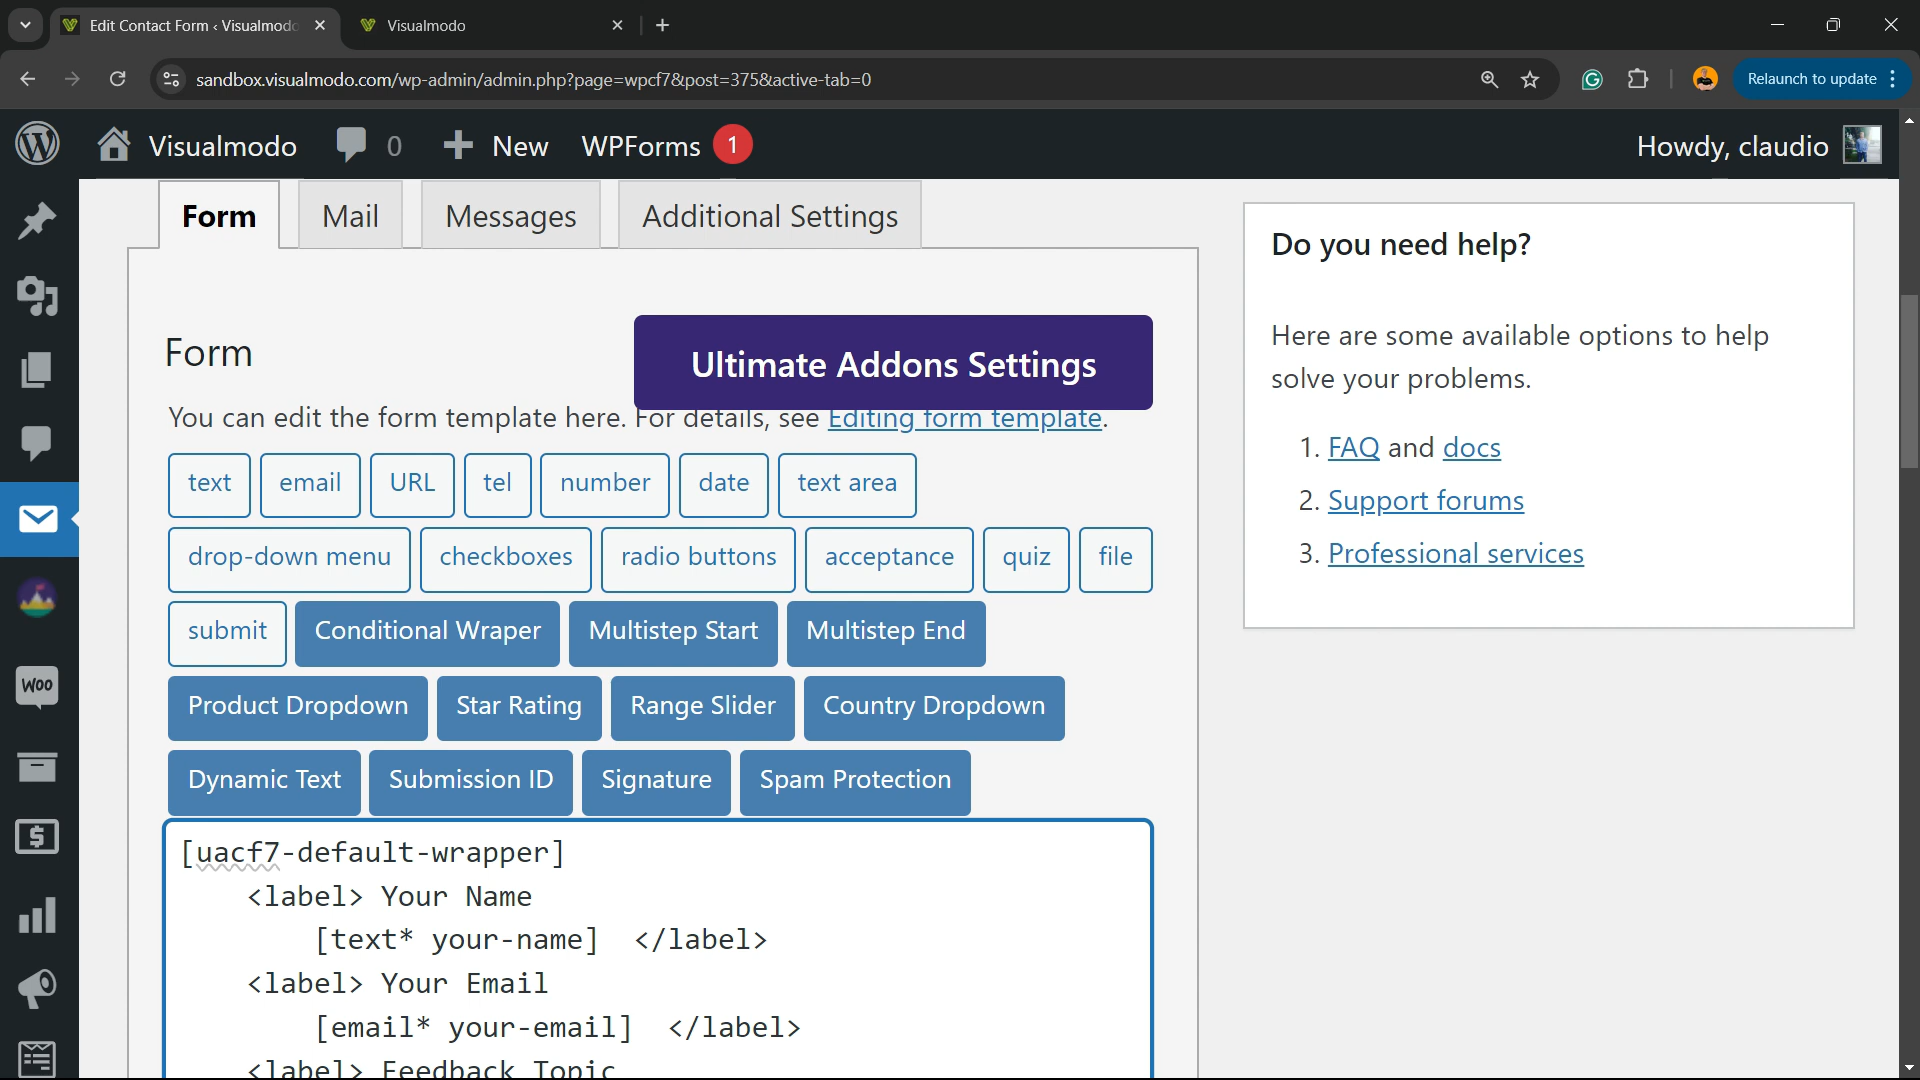 Edit Contact Form ‹ Visualmodo
Visualmodo
sandbox.visualmodo.com/wp-admin/admin.php?page=wpcf7&post=375&active-tab=0
Relaunch to update
Visualmodo
0
New
WPForms
1
Howdy, claudio
Form
Mail
Messages
Additional Settings
Do you need help?
Here are some available options to help
solve your problems.
1. FAQ and docs
2. Support forums
3. Professional services
Form
Ultimate Addons Settings
You can edit the form template here. For details, see Editing form template.
text
email
URL
tel
number
date
text area
drop-down menu
checkboxes
radio buttons
acceptance
quiz
file
submit
Conditional Wraper
Multistep Start
Multistep End
Product Dropdown
Star Rating
Range Slider
Country Dropdown
Dynamic Text
Submission ID
Signature
Spam Protection
Woo
[uacf7-default-wrapper]
<label> Your Name
[text* your-name] </label>
<label> Your Email
[email* your-email] </label>
<label> Feedback Topic